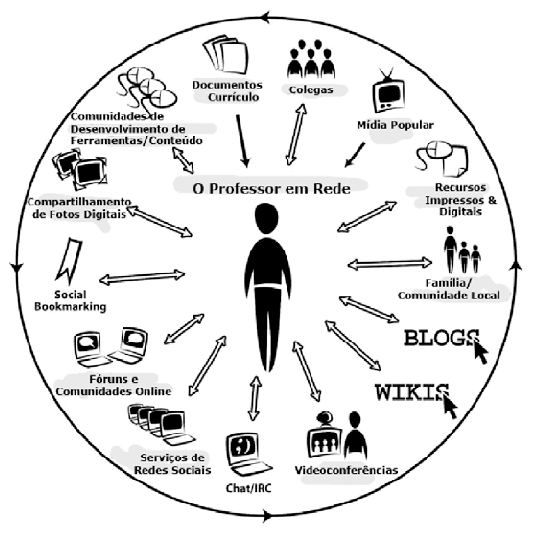 Documentos
Currículo
Colegas
Mídia Popular
Comunidades de
Desenvolvimento de
Ferramentas/Conteúdo
O Professor em Rede
Recursos
Impressos &
Digitais
Compartilhamento
de Fotos Digitais
Família/
Comunidade Local
Social
Bookmarking
BLOGS
Fóruns e
Comunidades Online
WIKIS
Serviços de
Redes Sociais
Chat/IRC
Videoconferências